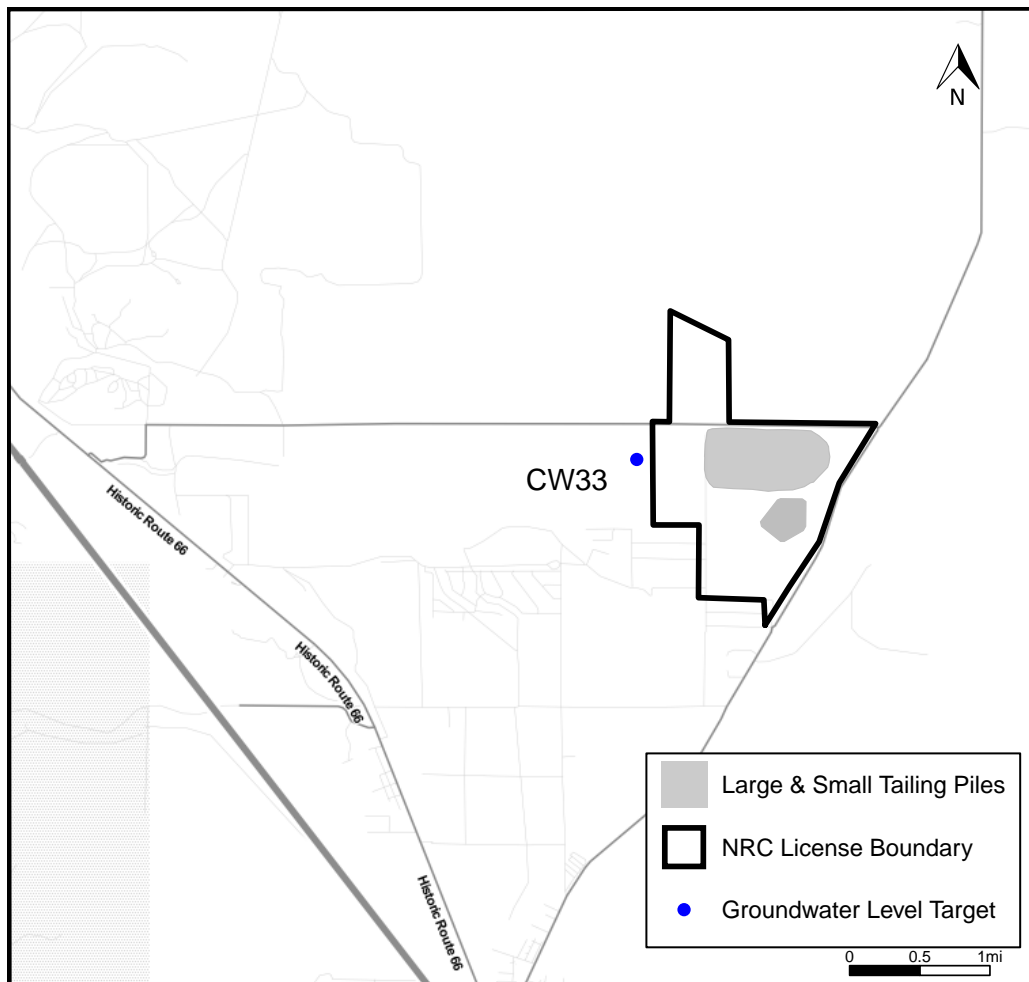 N
CW33
Historic Route 66
Historic Route 66
Historic Route 66
Large & Small Tailing Piles
NRC License Boundary
Groundwater Level Target
0 0.5 1mi